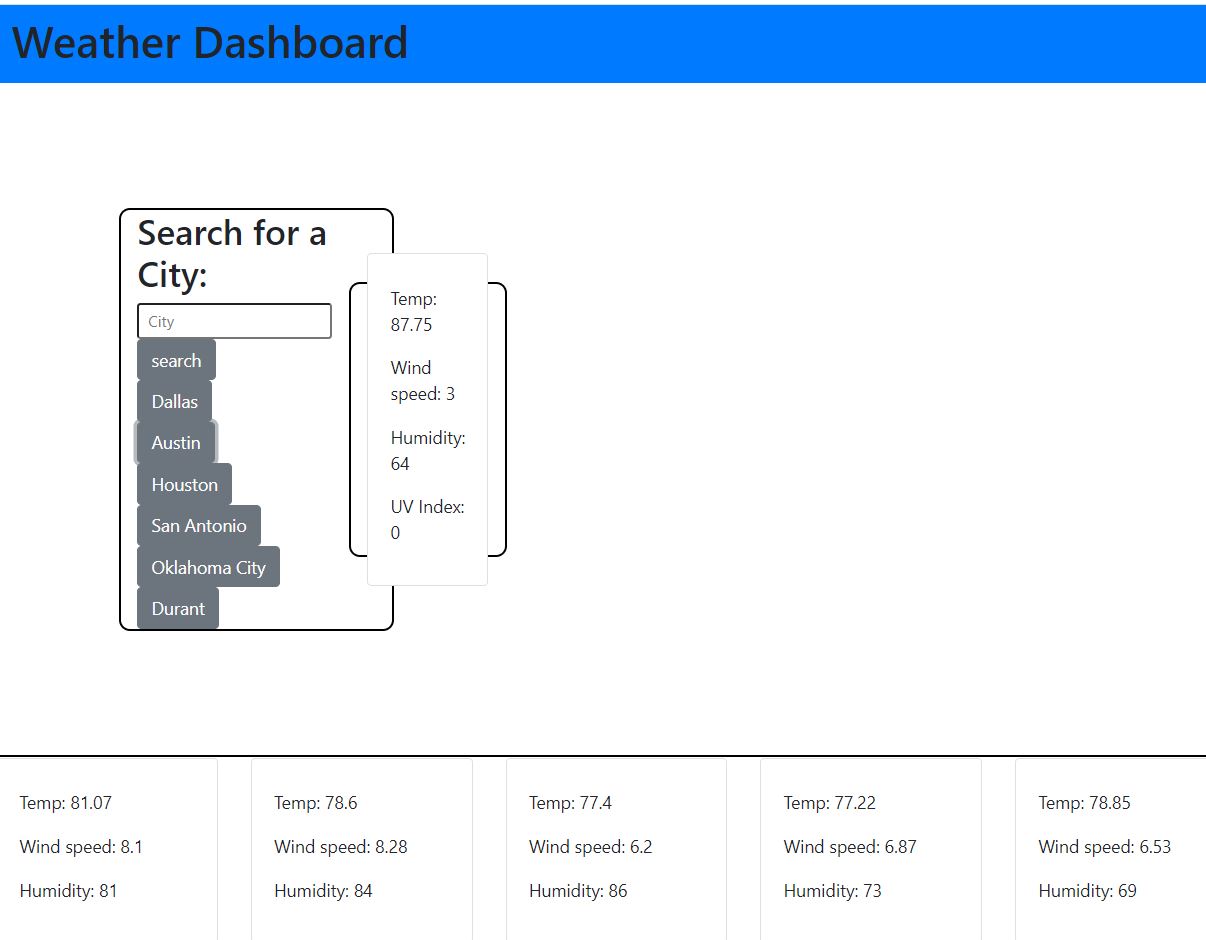 Weather Dashboard
Search for a
City:
City
search
Dallas
Austin
Houston
San Antonio
Oklahoma City
Durant
Temp:
87.75
Wind
speed: 3
Humidity:
64
UV Index:
0
Temp: 81.07
Wind speed: 8.1
Humidity: 81
Temp: 78.6
Wind speed: 8.28
Humidity: 84
Temp: 77.4
Wind speed: 6.2
Humidity: 86
Temp: 77.22
Wind speed: 6.87
Humidity: 73
Temp: 78.85
Wind speed: 6.53
Humidity: 69